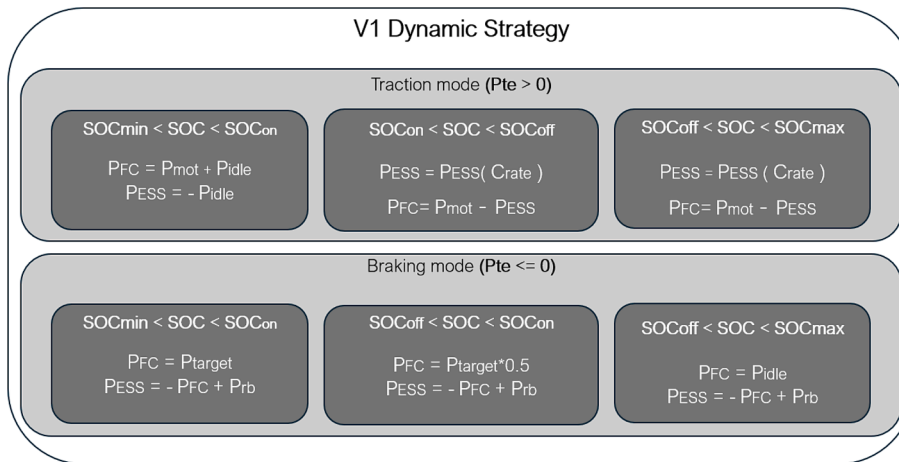 V1 Dynamic Strategy
Traction mode (Pte > 0)
SOCmin < SOC < SOCon
PFC = Pmot + Pidle
PESS = - Pidle
SOCon < SOC < SOCoff
PESS = PESS( Crate )
PFC= Pmot - PESS
SOCoff < SOC < SOCmax
PESS = PESS ( Crate )
PFC= Pmot - PESS
Braking mode (Pte <= 0)
SOCmin < SOC < SOCon
PFC = Ptarget
PESS = - PFC + Prb
SOCoff < SOC < SOCon
PFC = Ptarget*0.5
PESS = - PFC + Prb
SOCoff < SOC < SOCmax
PFC = Pidle
PESS = - PFC + Prb